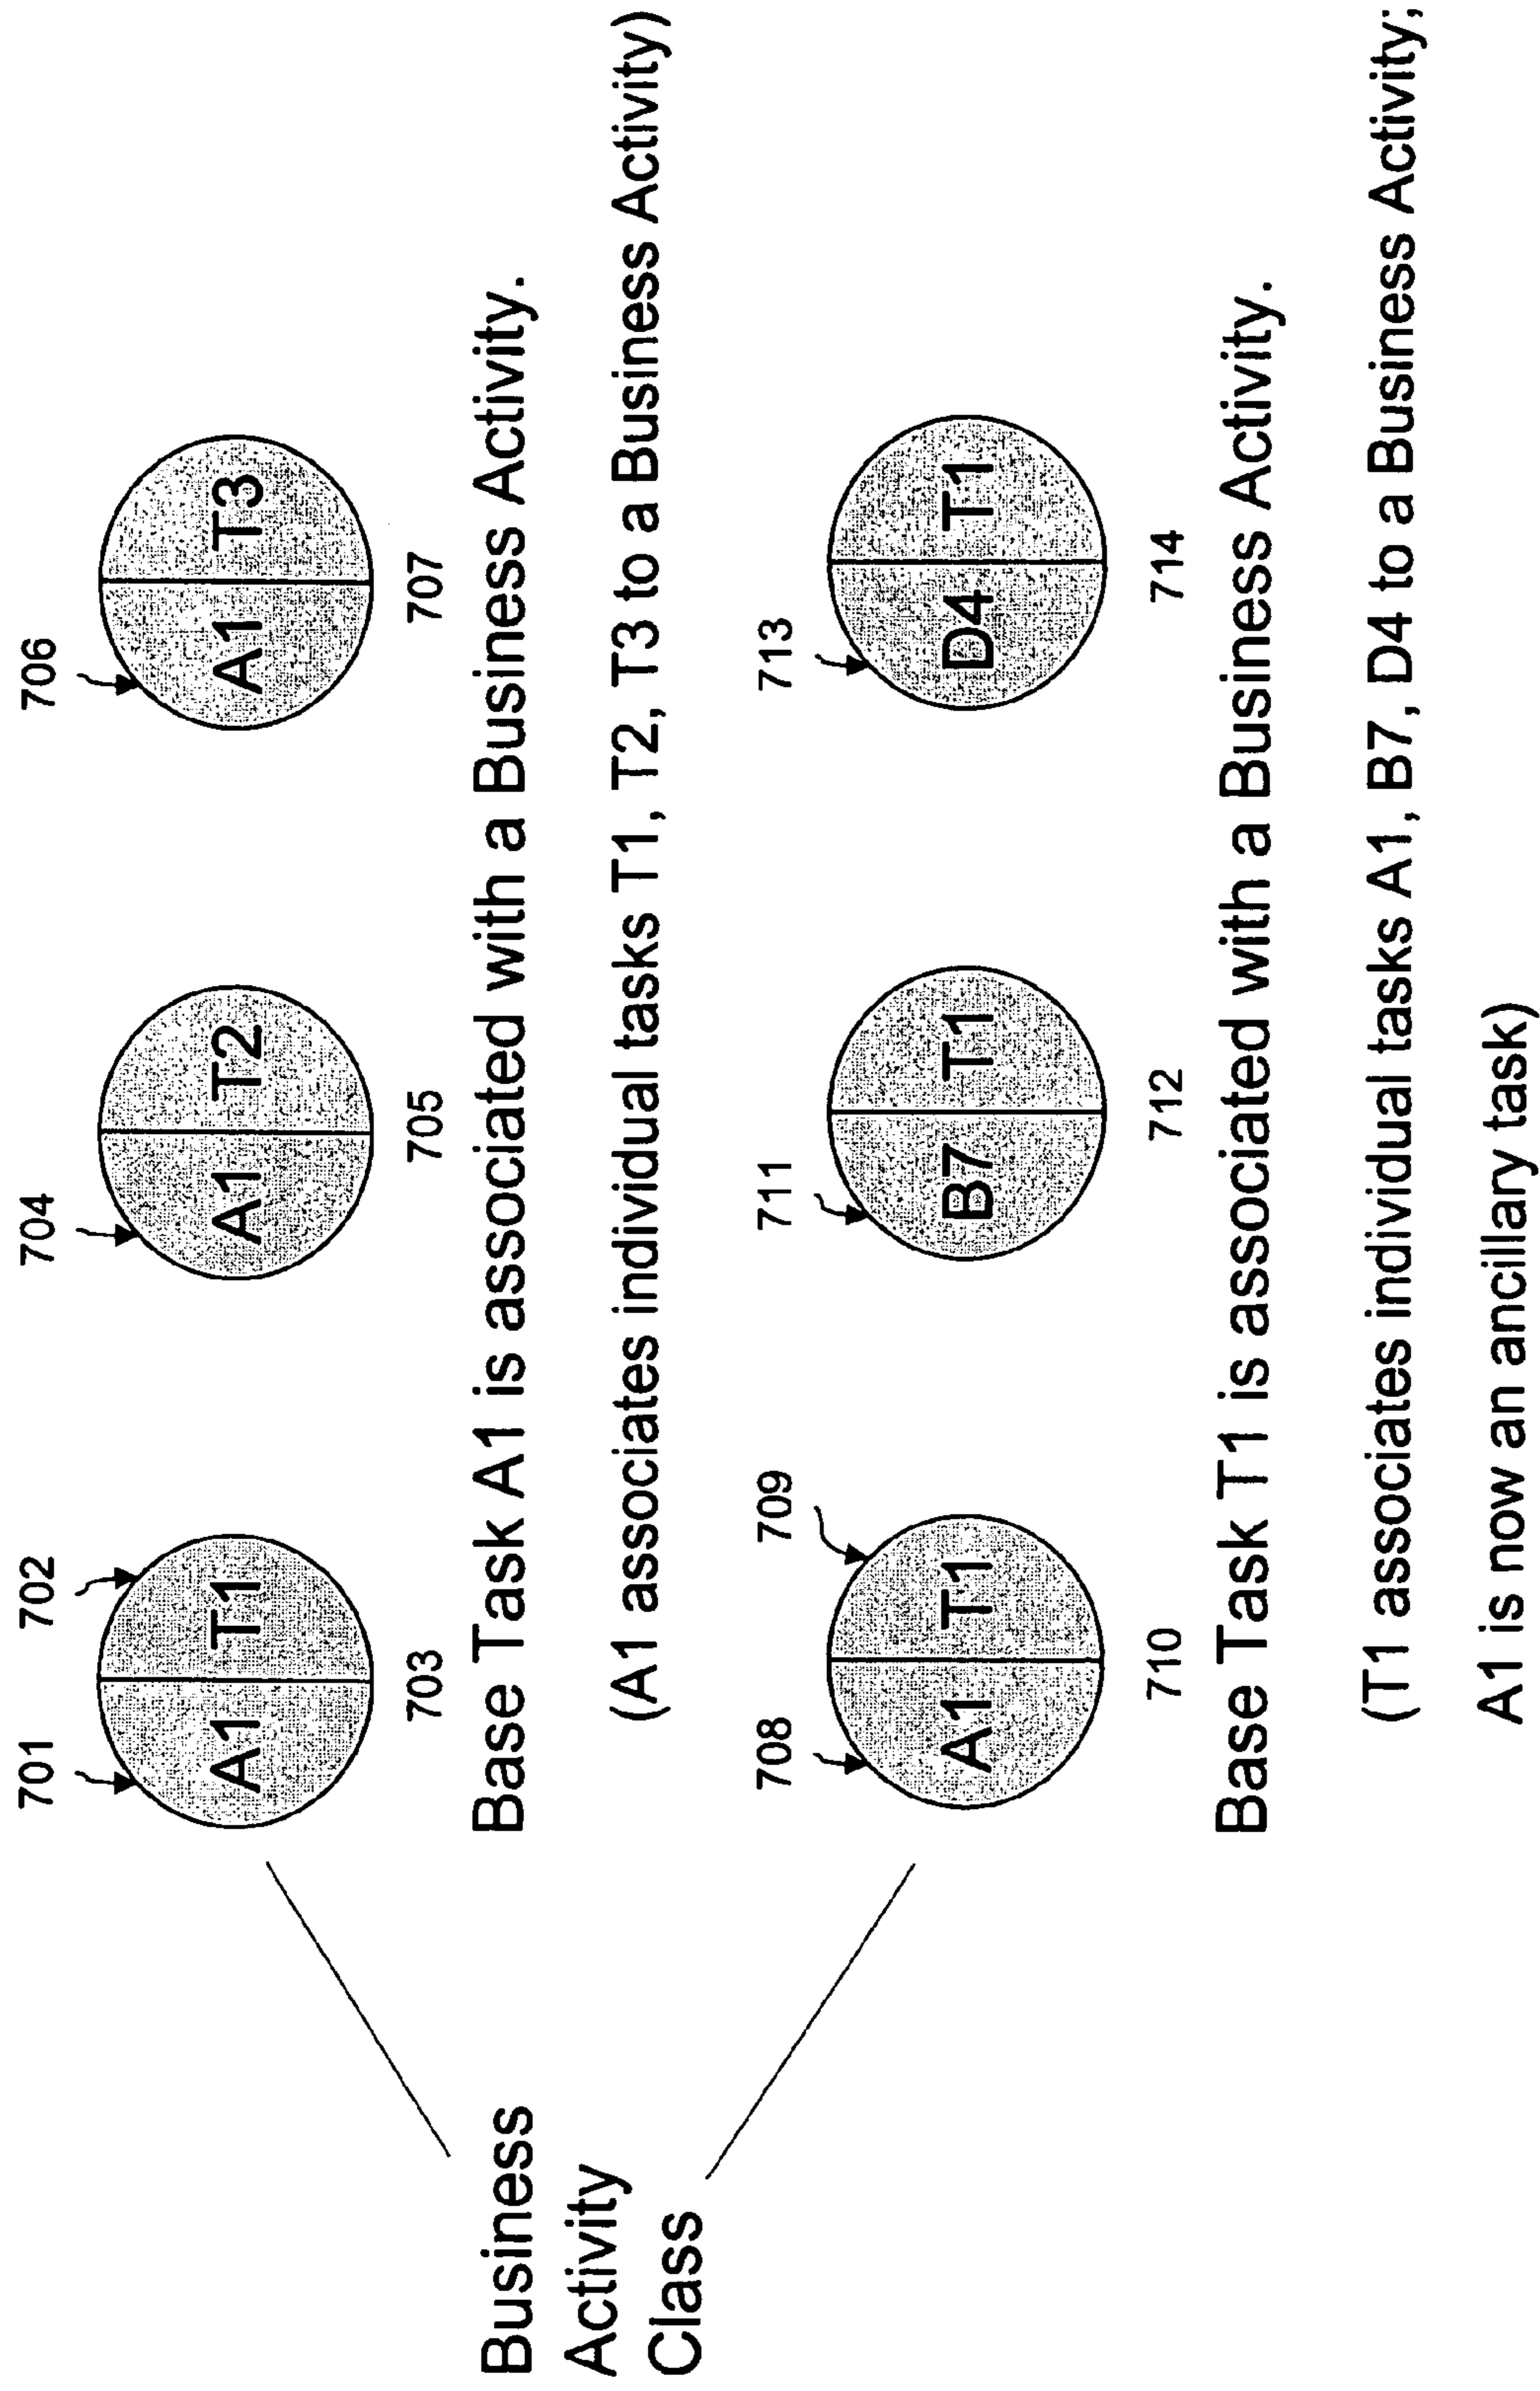 701 702 704 706
A1 T1 A1 T2 A1 T3
703 705 707
Base Task A1 is associated with a Business Activity.
(A1 associates individual tasks T1, T2, T3 to a Business Activity)
Business
Activity
Class
708 709 711 713
A1 T1 B7 T1 D4 T1
710 712 714
Base Task T1 is associated with a Business Activity.
(T1 associates individual tasks A1, B7, D4 to a Business Activity;
A1 is now an ancillary task)